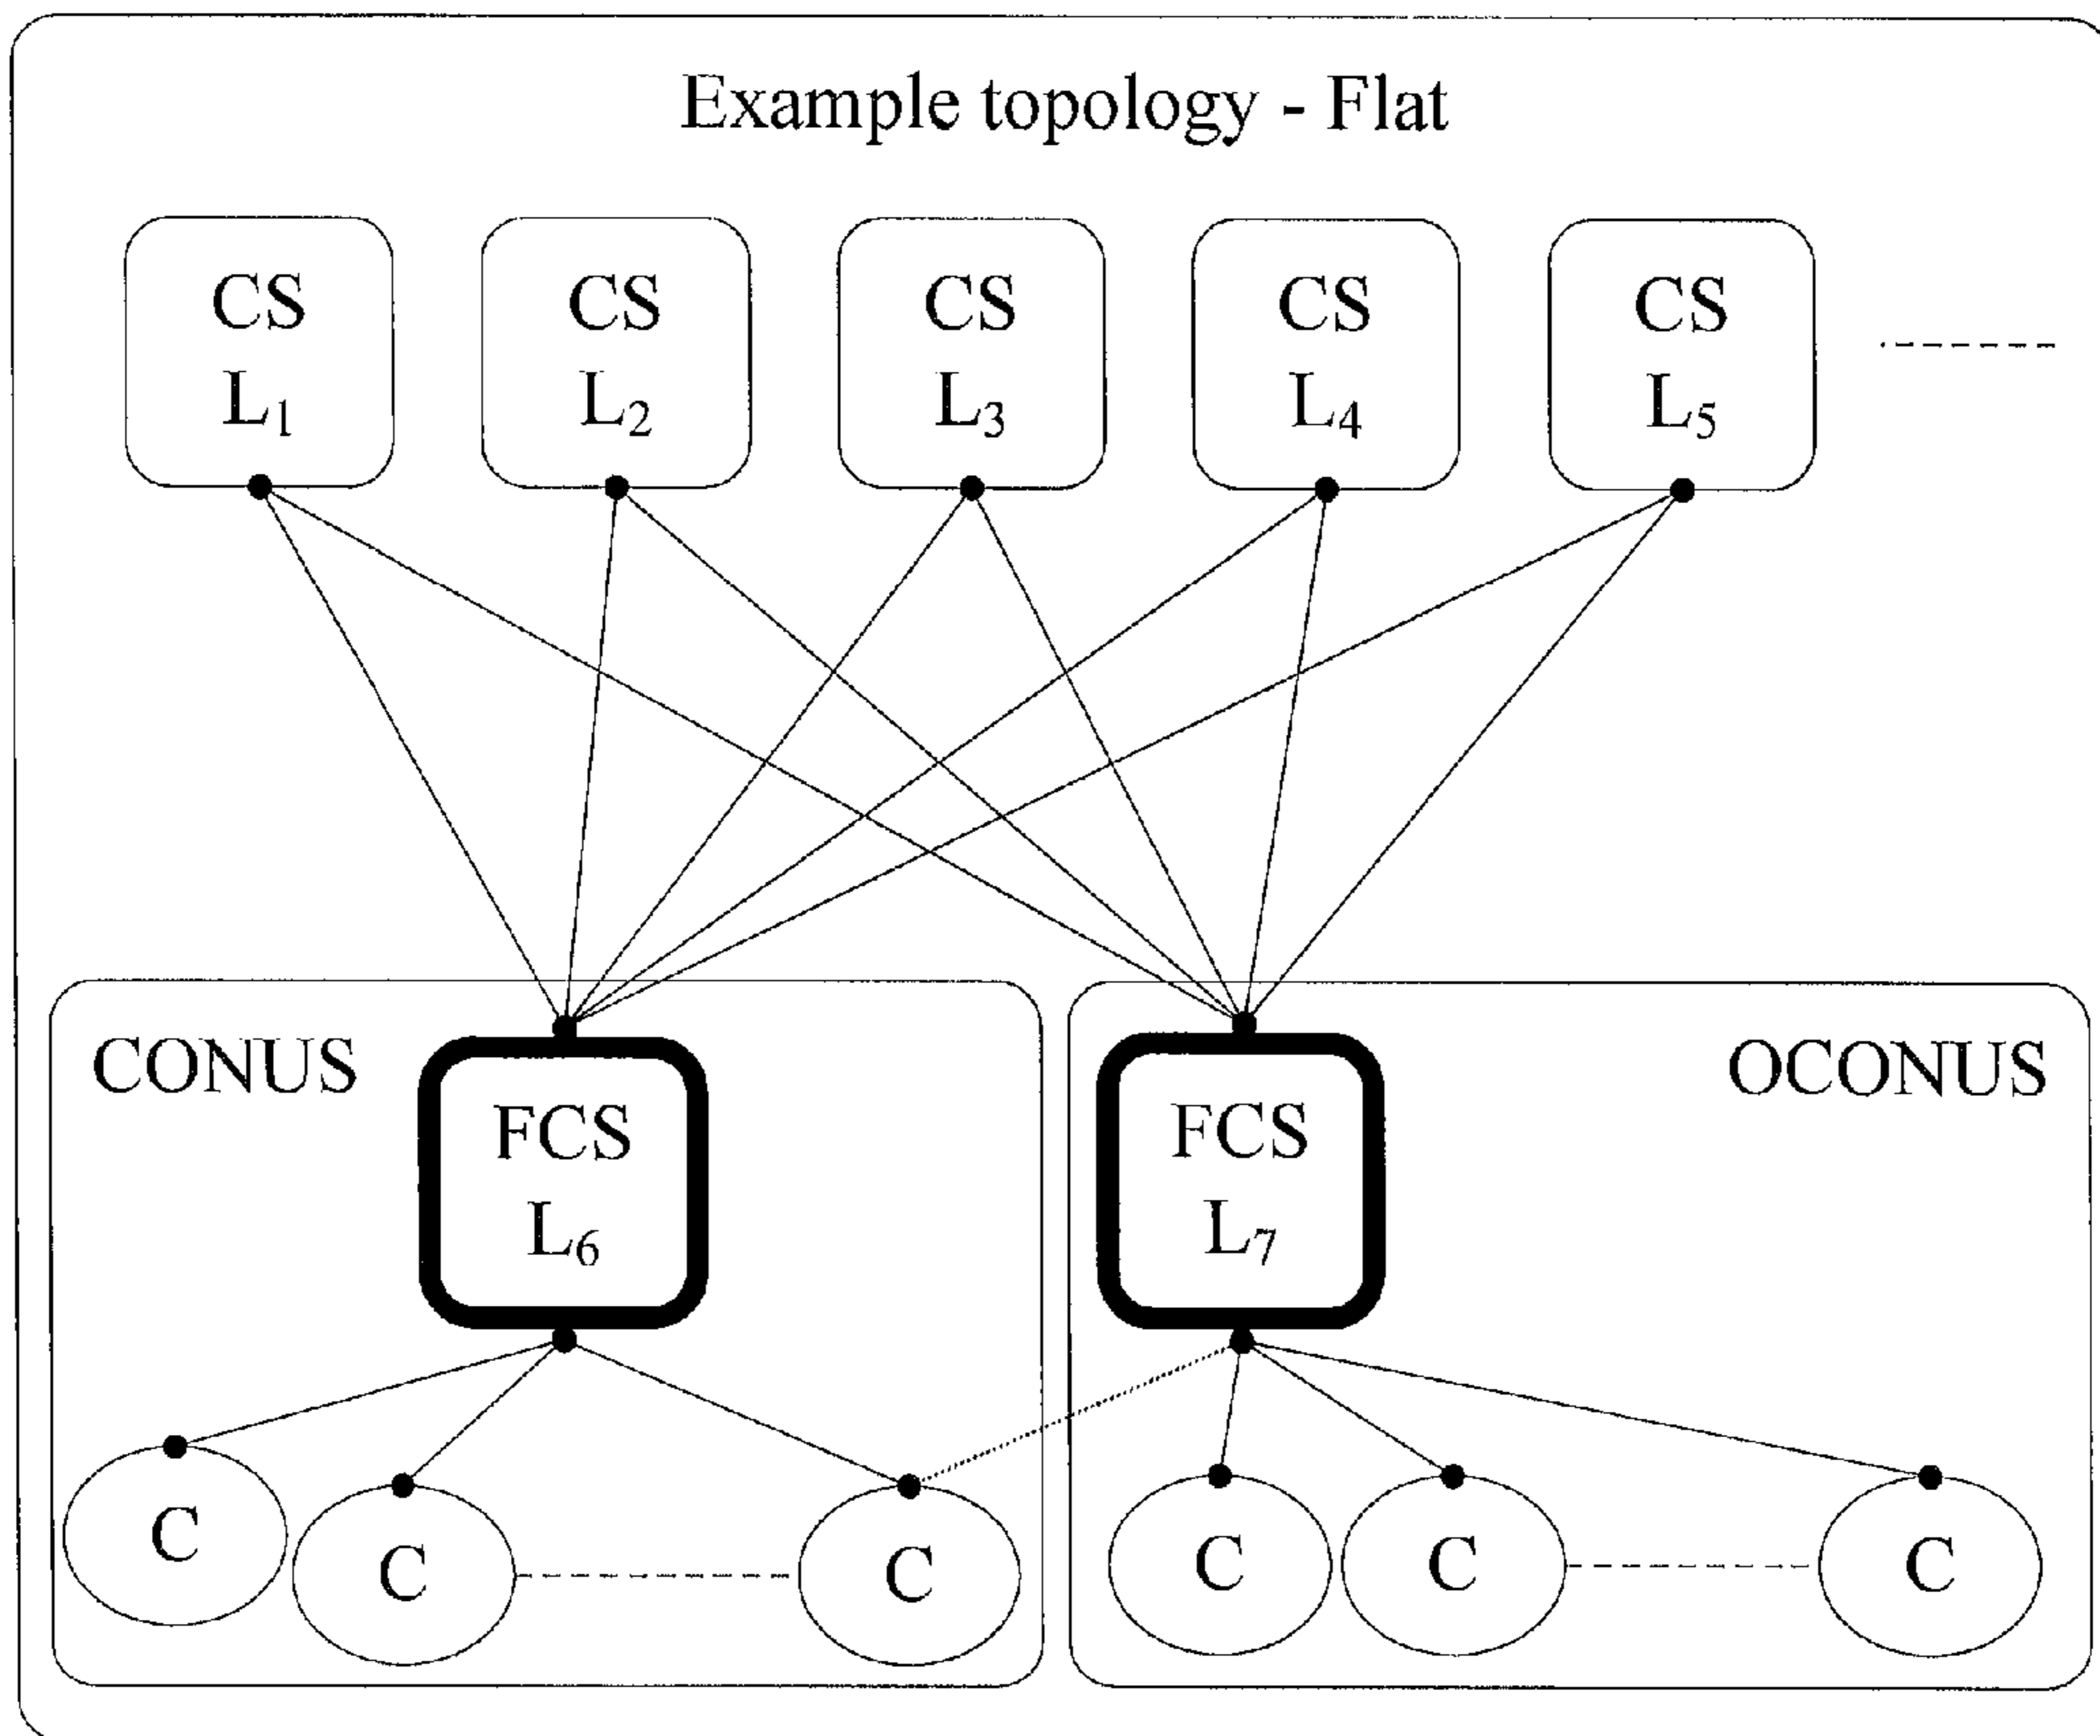 Example topology - Flat
CS
L1
CS
L2
CS
L3
CS
L4
CS
L5
CONUS
FCS
L6
FCS
L7
OCONUS
C
C
C
C
C
C